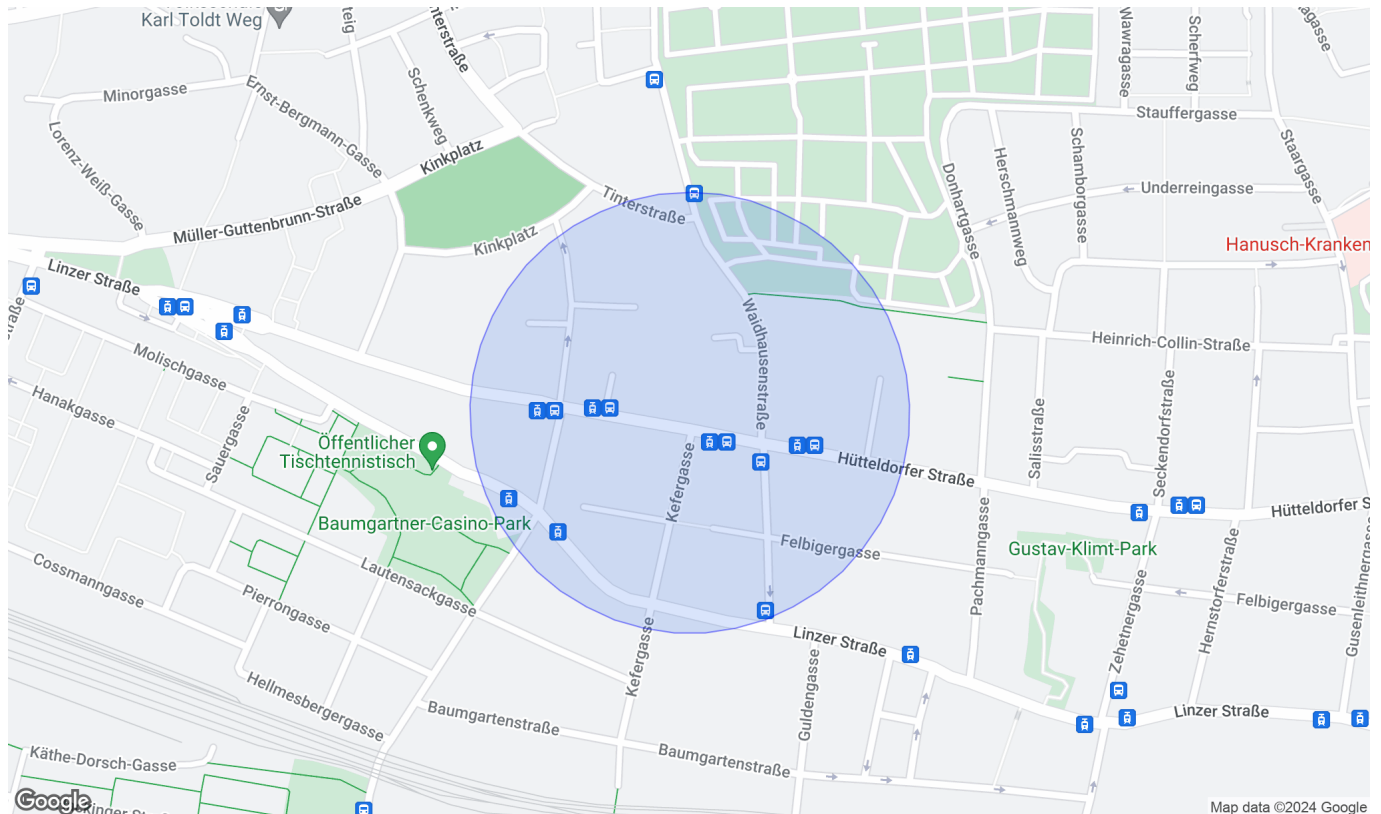 Karl Toldt Weg
Minorgasse
Ernst-Bergmann-Gasse
Schenkweg
Lorenz-Weiß-Gasse
Kinkplatz
Müller-Guttenbrunn-Straße
Kinkplatz
Tinterstraße
Wawragasse
Scherfweg
Stauffergasse
Staargasse
Schamborgasse
Herschmannweg
Donhartgasse
Underreingasse
Hanusch-Kranken
Linzer Straße
Waidhausenstraße
Heinrich-Collin-Straße
Molischgasse
Hanakgasse
Sauergasse
Öffentlicher
Tischtennistisch
Baumgartner-Casino-Park
Kefergasse
Hütteldorfer Straße
Salisstraße
Seckendorfstraße
Hütteldorfer S
Felbigergasse
Gustav-Klimt-Park
Pachmanngasse
Cossmanngasse
Pierrongasse
Lautensackgasse
Zehetnergasse
Hernstorferstraße
Felbigergasse
Gusenleithnergasse
Kefergasse
Linzer Straße
Guldengasse
Hellmesbergergasse
Baumgartenstraße
Baumgartenstraße
Linzer Straße
Käthe-Dorsch-Gasse
Google
Map data ©2024 Google